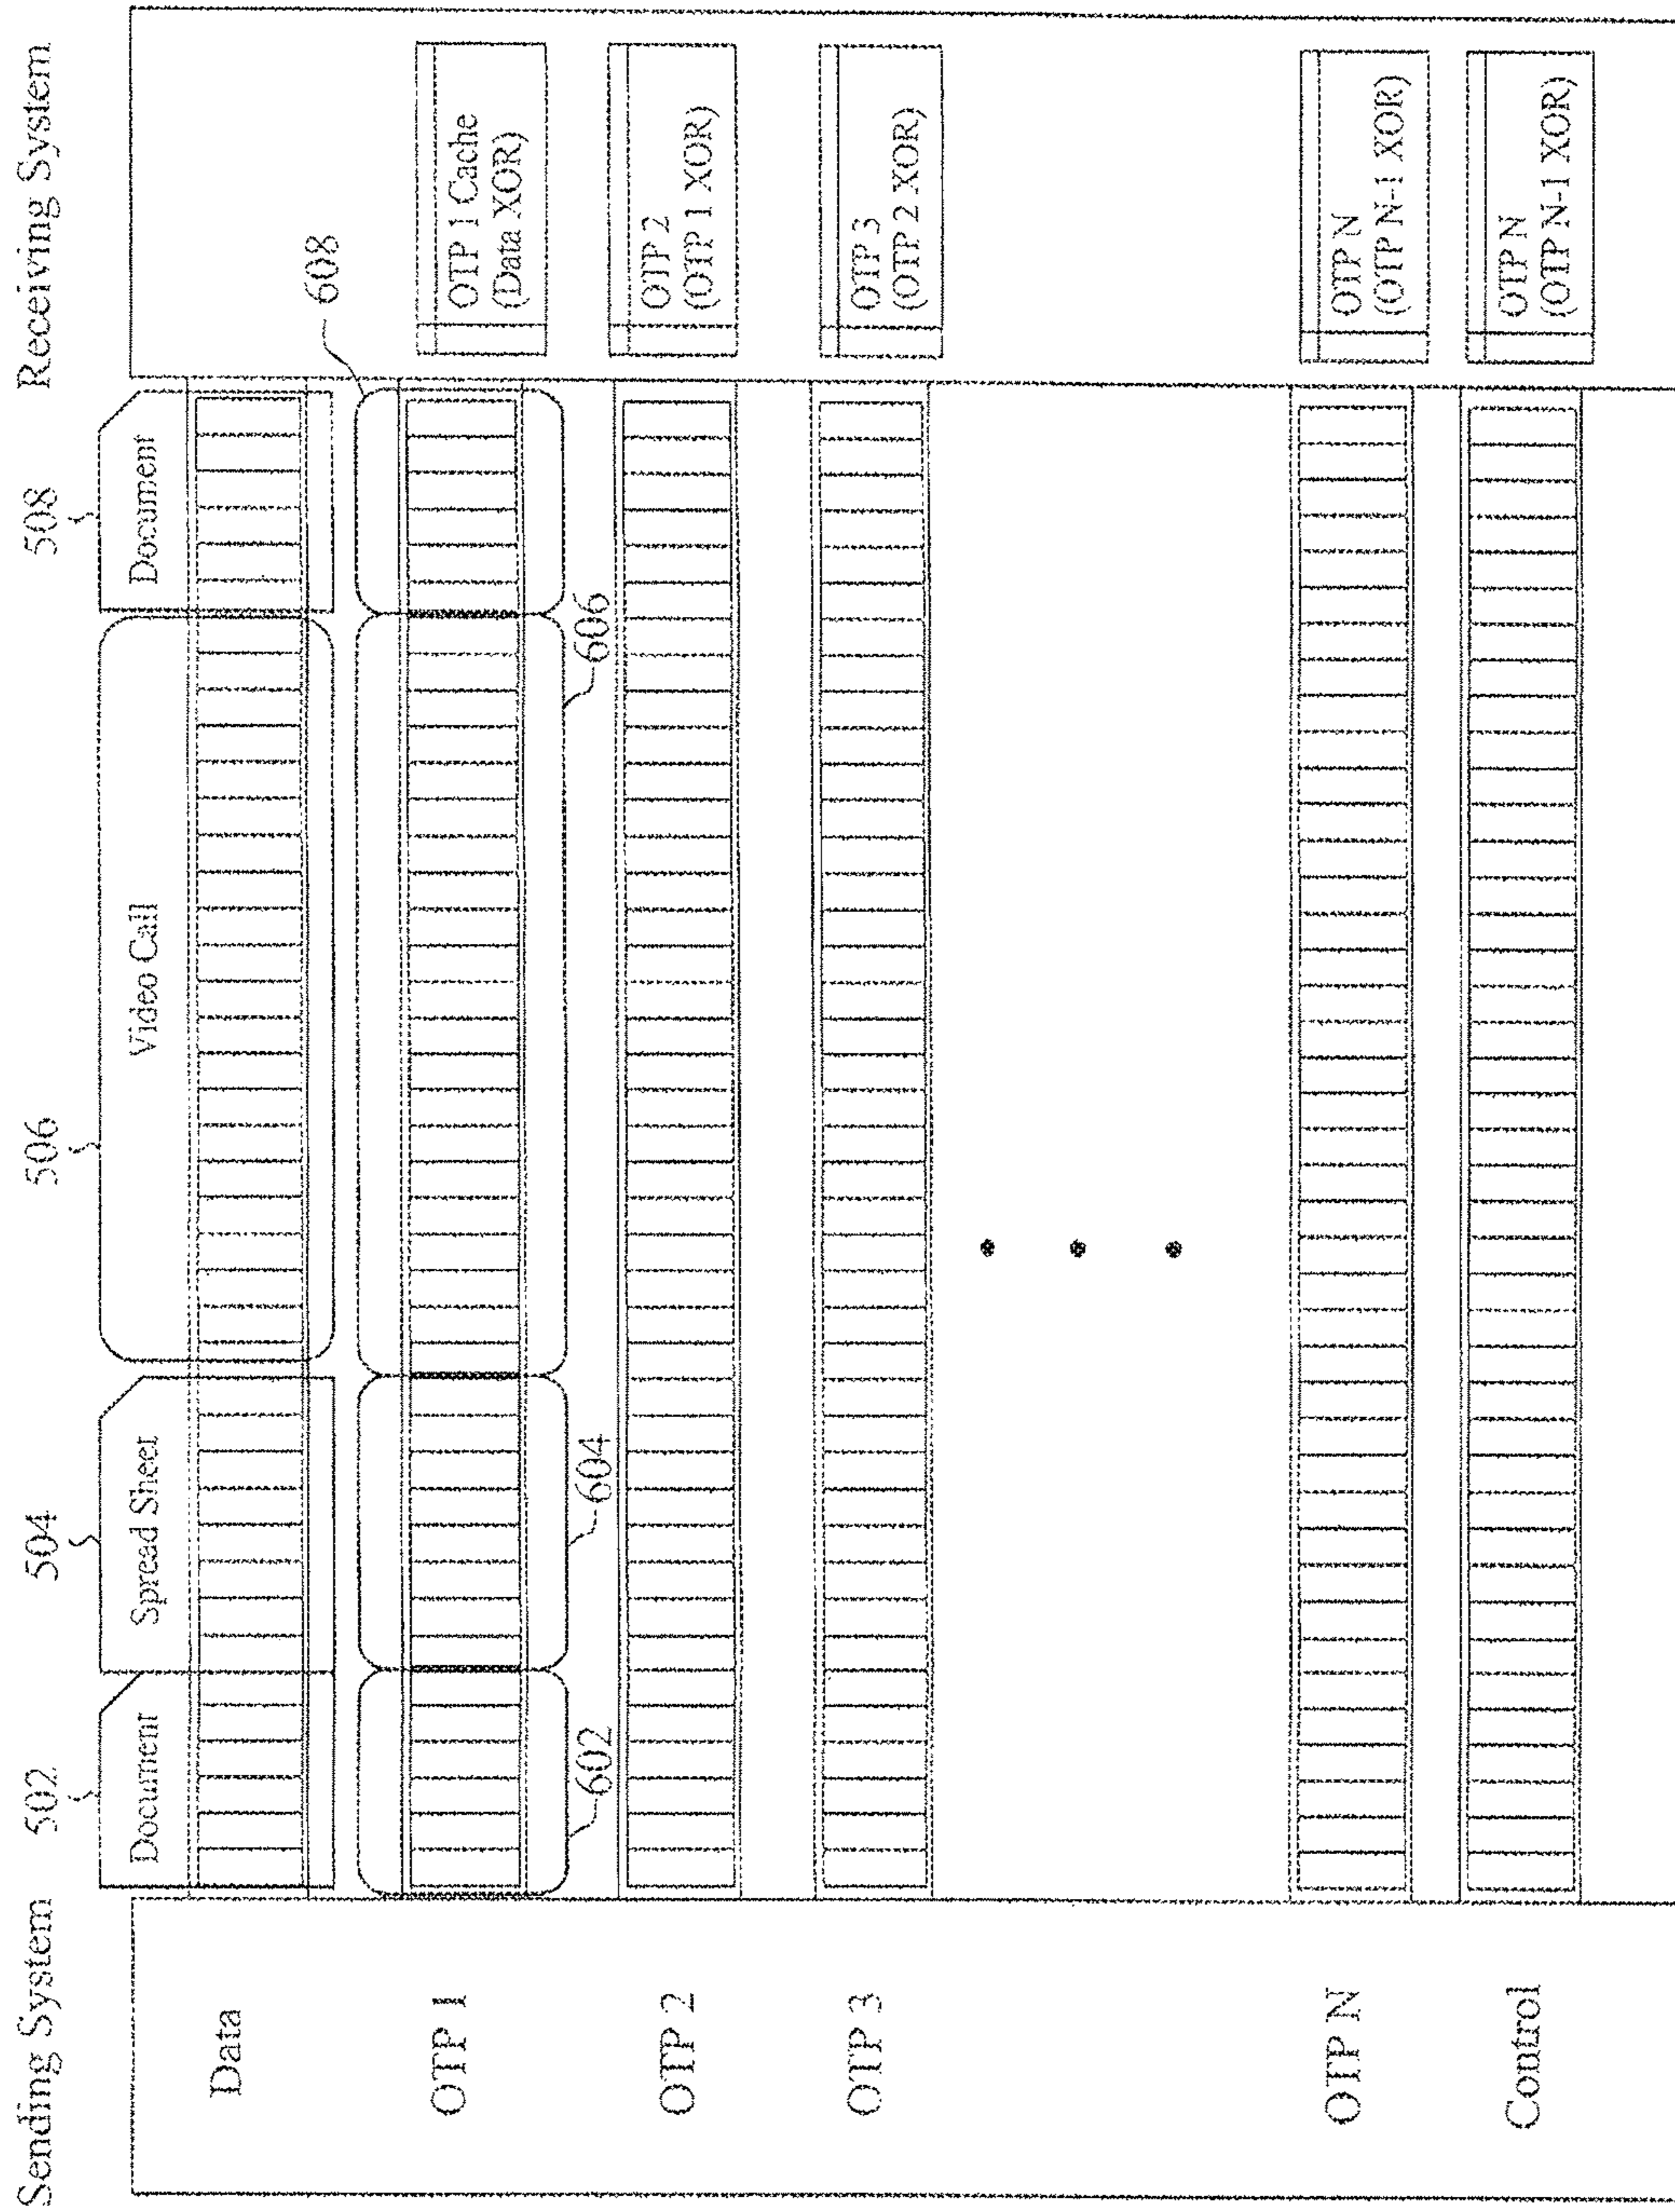 Sending System
Receiving System
502
504
506
508
Document
Spread Sheet
Video Call
Document
608
Data
OTP 1
OTP 1 Cache
(Data XOR)
602
604
606
OTP 2
OTP 2
(OTP 1 XOR)
OTP 3
OTP 3
(OTP 2 XOR)
OTP N
OTP N
(OTP N-1 XOR)
Control
OTP N
(OTP N-1 XOR)